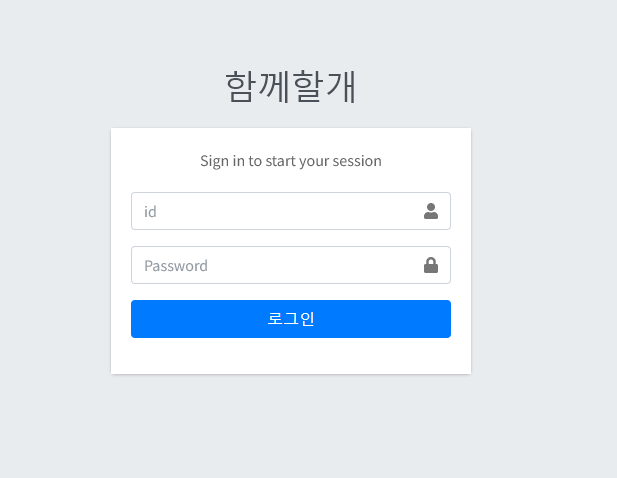 함께할개
Sign in to start your session
id
Password
로그인